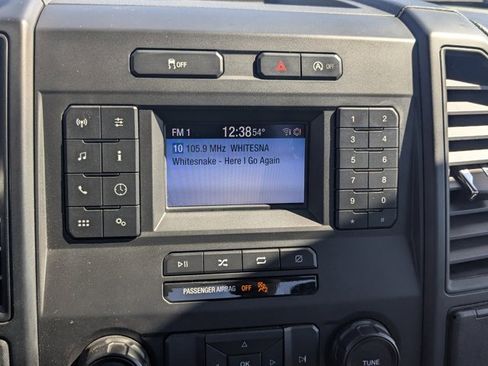 OFF
OFF
FM 1 12:38 54°
10 105.9 MHz WHITESNA
Whitesnake - Here I Go Again
1 2
3 4
5 6
7 8
9 0
* #
PASSENGER AIRBAG OFF
OK
TUNE